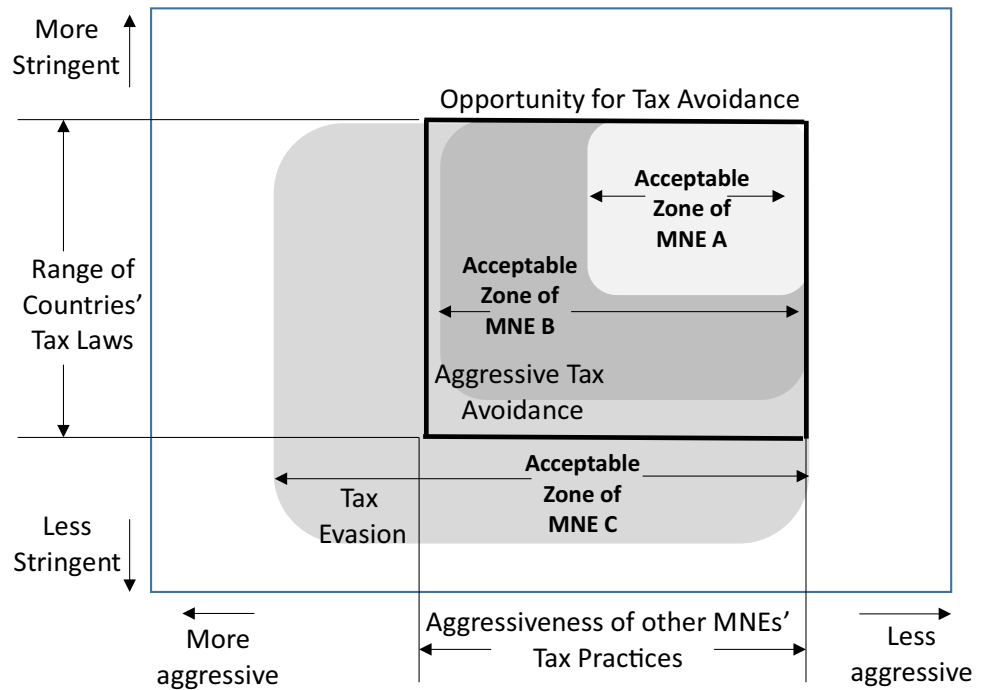 More
Stringent
Opportunity for Tax Avoidance
Acceptable
Zone of
MNE A
Range of
Countries’
Tax Laws
Acceptable
Zone of
MNE B
Aggressive Tax
Avoidance
Acceptable
Zone of
MNE C
Tax
Evasion
Less
Stringent
More
aggressive
Aggressiveness of other MNEs’
Tax Practices
Less
aggressive